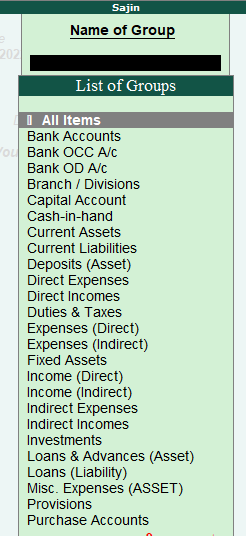 Sajin
Name of Group
List of Groups
All Items
Bank Accounts
Bank OCC A/c
Bank OD A/c
Branch / Divisions
Capital Account
Cash-in-hand
Current Assets
Current Liabilities
Deposits (Asset)
Direct Expenses
Direct Incomes
Duties & Taxes
Expenses (Direct)
Expenses (Indirect)
Fixed Assets
Income (Direct)
Income (Indirect)
Indirect Expenses
Indirect Incomes
Investments
Loans & Advances (Asset)
Loans (Liability)
Misc. Expenses (ASSET)
Provisions
Purchase Accounts